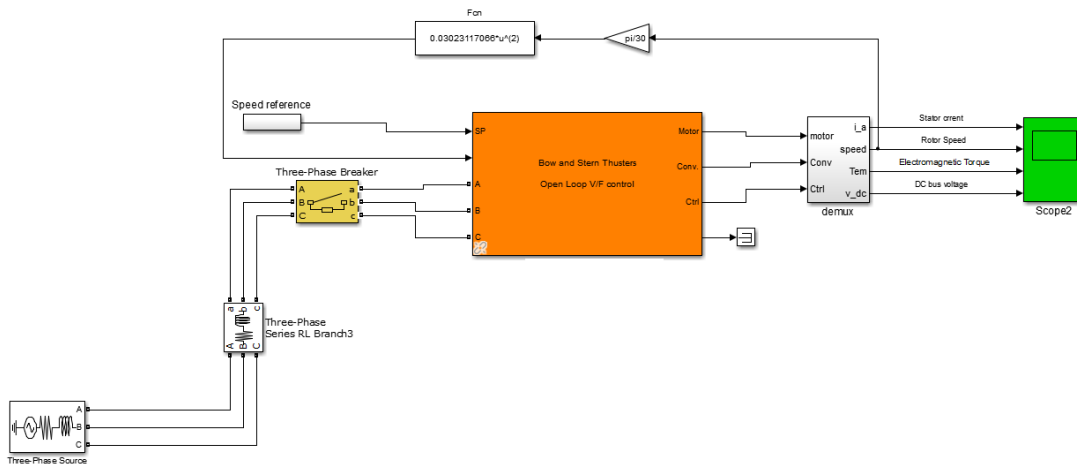 Fcn
0.03023117066*u^(2)
pi/30
Speed reference
SP
Motor
Bow and Stern Thusters
Conv.
Open Loop V/F control
A
B
C
Ctrl
motor
Conv
Ctrl
i_a
speed
Tem
v_dc
demux
Stator crrent
Rotor Speed
Electromagnetic Torque
DC bus voltage
Scope2
Three-Phase Breaker
A
B
C
a
b
c
a
b
c
A
B
C
Three-Phase
Series RL Branch3
A
B
C
Three-Phase Source